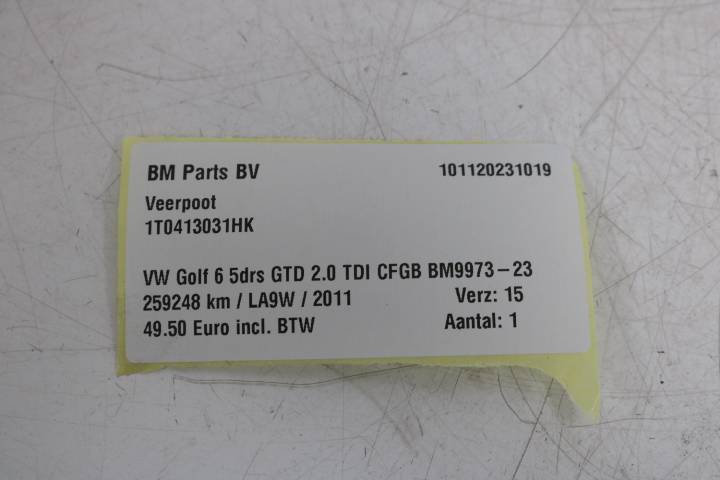 BM Parts BV 101120231019
Veerpoot
1T0413031HK
VW Golf 6 5drs GTD 2.0 TDI CFGB BM9973-23
259248 km / LA9W / 2011 Verz: 15
49.50 Euro incl. BTW Aantal: 1